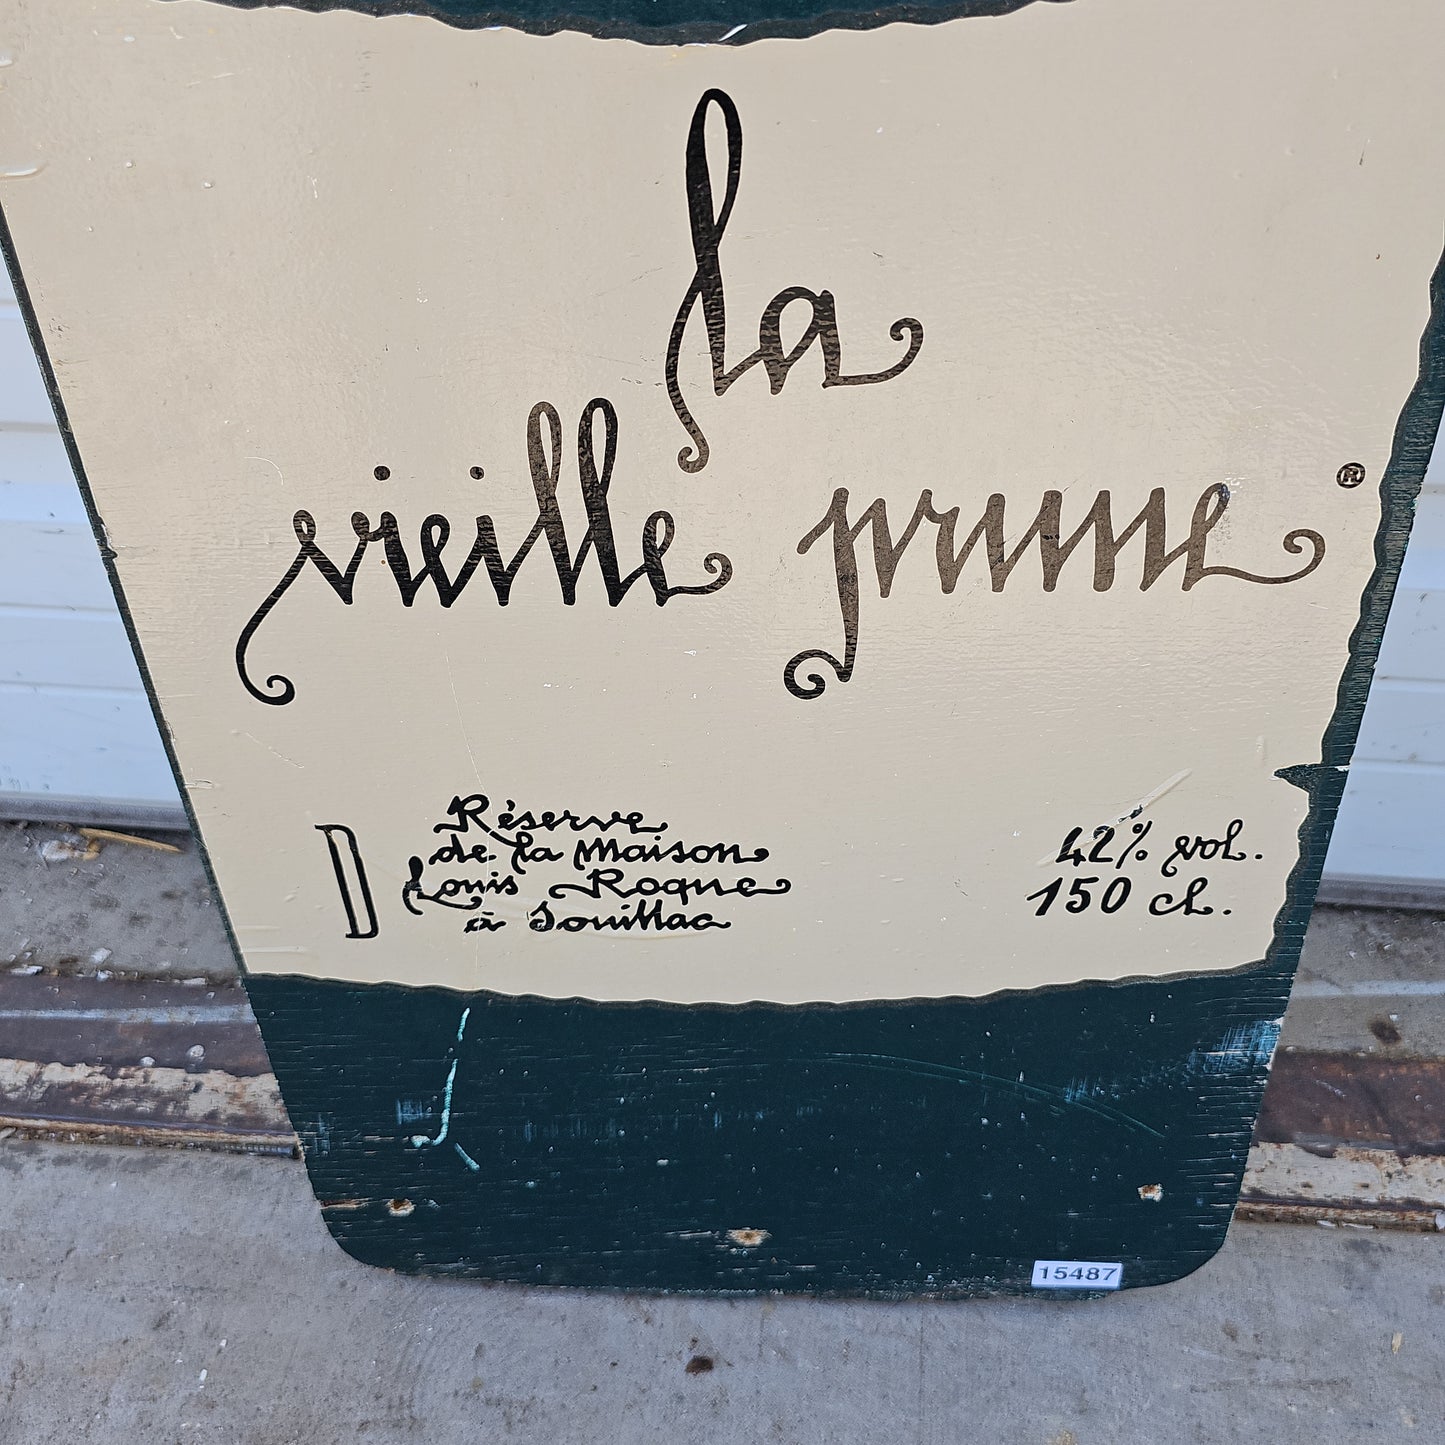 la
vieille prune ®
D
Réserve
de la Maison
Louis Roque
à Souillac
42% vol.
150 cl.
15487